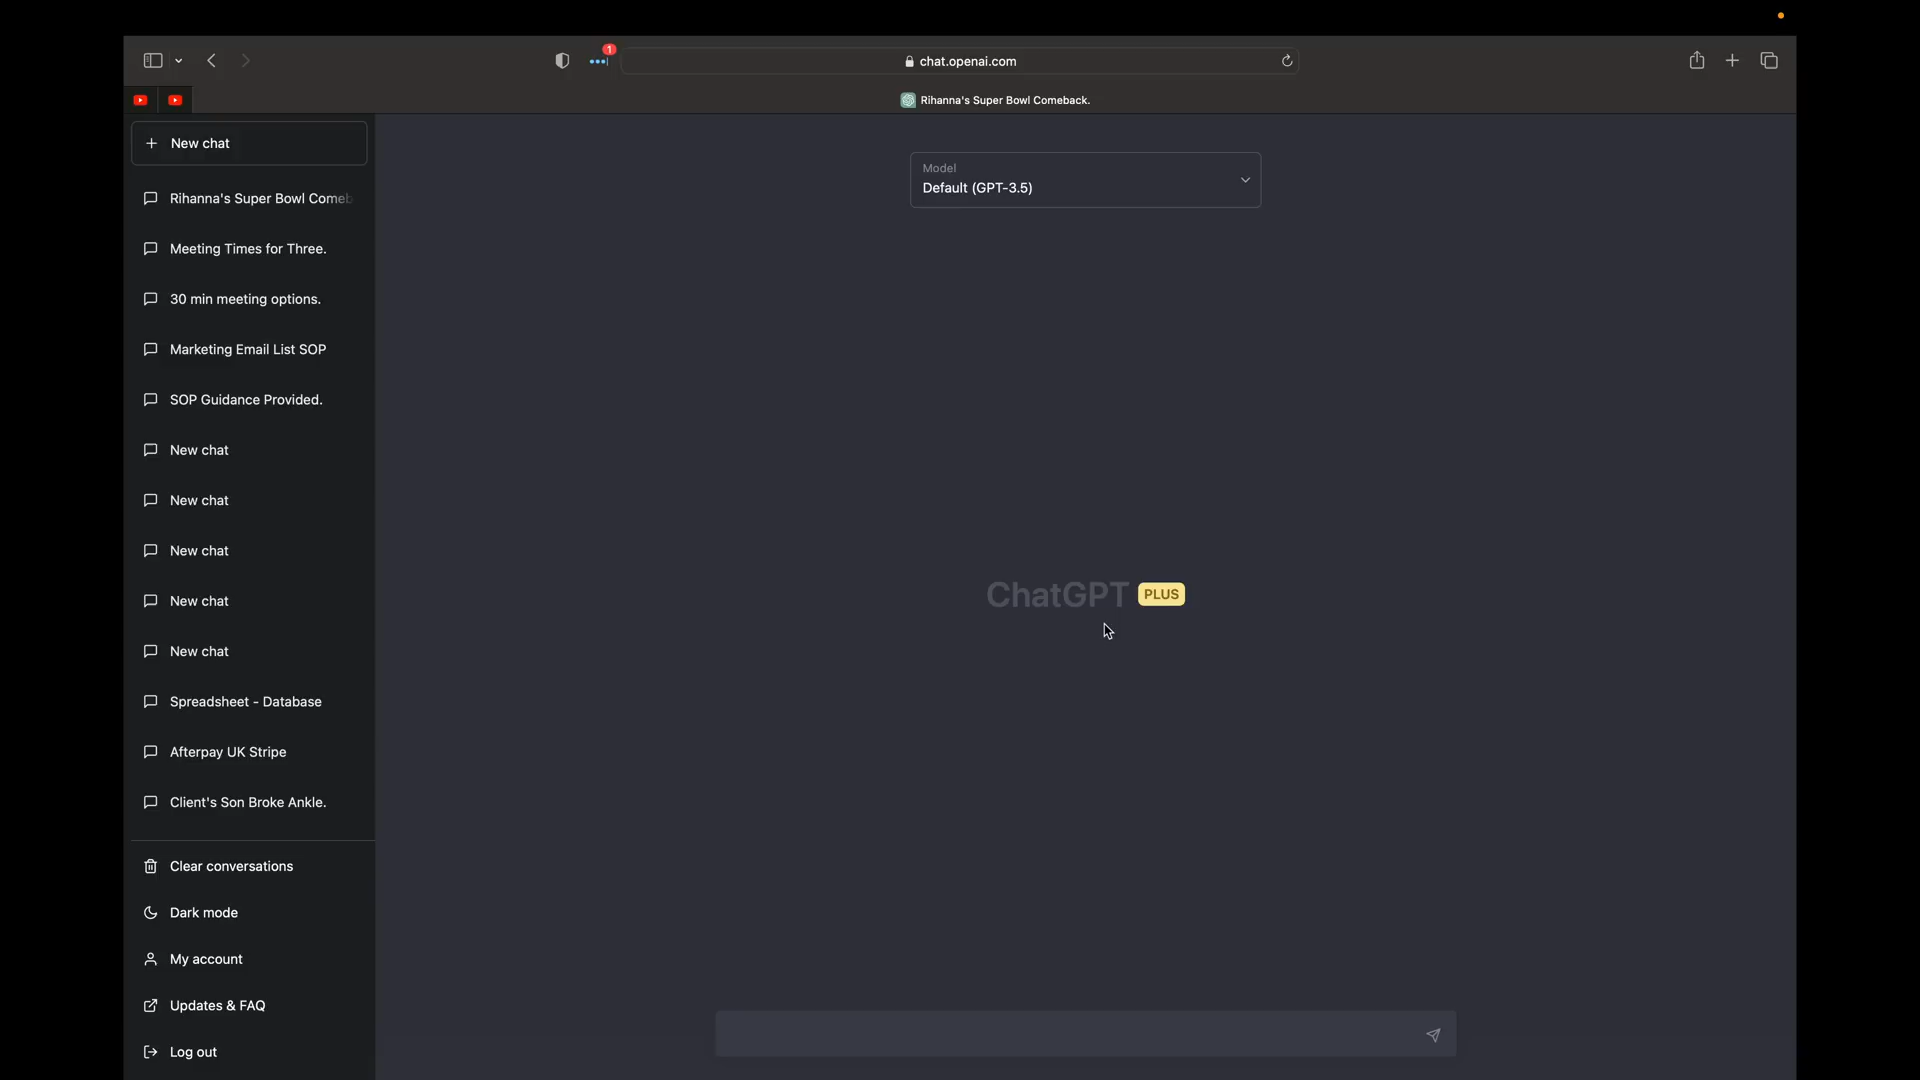 1
chat.openai.com
Rihanna's Super Bowl Comeback.
New chat
Rihanna's Super Bowl Comeb
Meeting Times for Three.
30 min meeting options.
Marketing Email List SOP
SOP Guidance Provided.
New chat
New chat
New chat
New chat
New chat
Spreadsheet - Database
Afterpay UK Stripe
Client's Son Broke Ankle.
Clear conversations
Dark mode
My account
Updates & FAQ
Log out
Model
Default (GPT-3.5)
ChatGPT PLUS